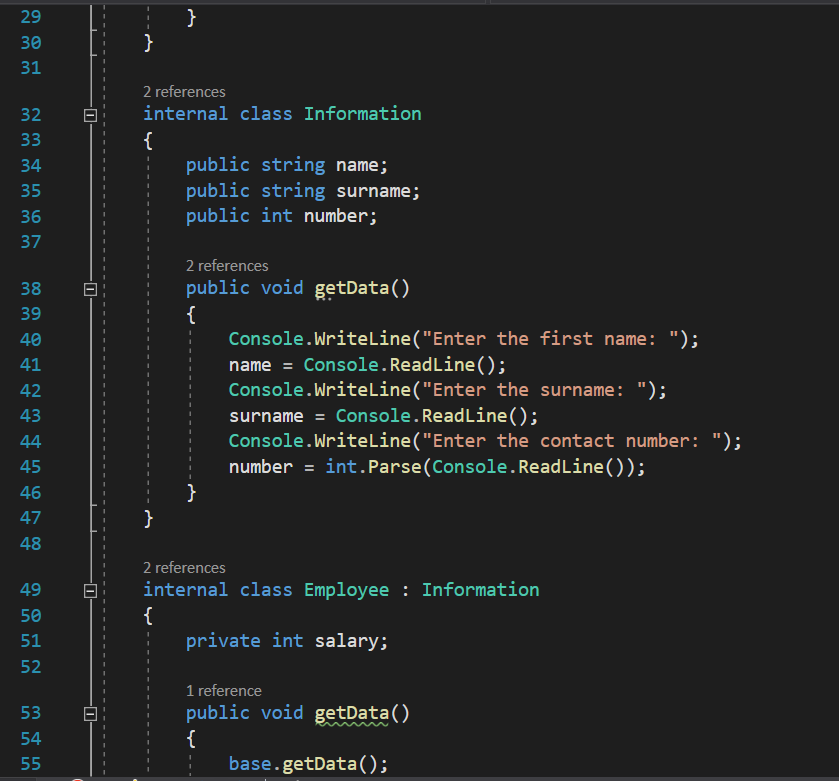 29 }
30 }
31
2 references
32 internal class Information
33 {
34 public string name;
35 public string surname;
36 public int number;
37
2 references
38 public void getData()
39 {
40 Console.WriteLine("Enter the first name: ");
41 name = Console.ReadLine();
42 Console.WriteLine("Enter the surname: ");
43 surname = Console.ReadLine();
44 Console.WriteLine("Enter the contact number: ");
45 number = int.Parse(Console.ReadLine());
46 }
47 }
48
2 references
49 internal class Employee : Information
50 {
51 private int salary;
52
1 reference
53 public void getData()
54 {
55 base.getData();